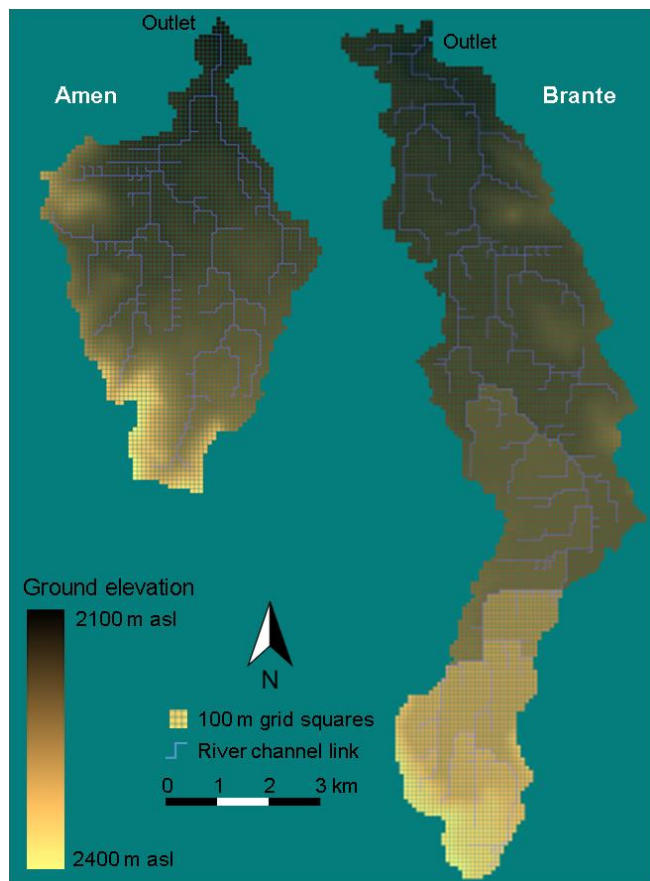 Outlet
Outlet
Amen
Brante
Ground elevation
2100 m asl
N
100 m grid squares
River channel link
0 1 2 3 km
2400 m asl